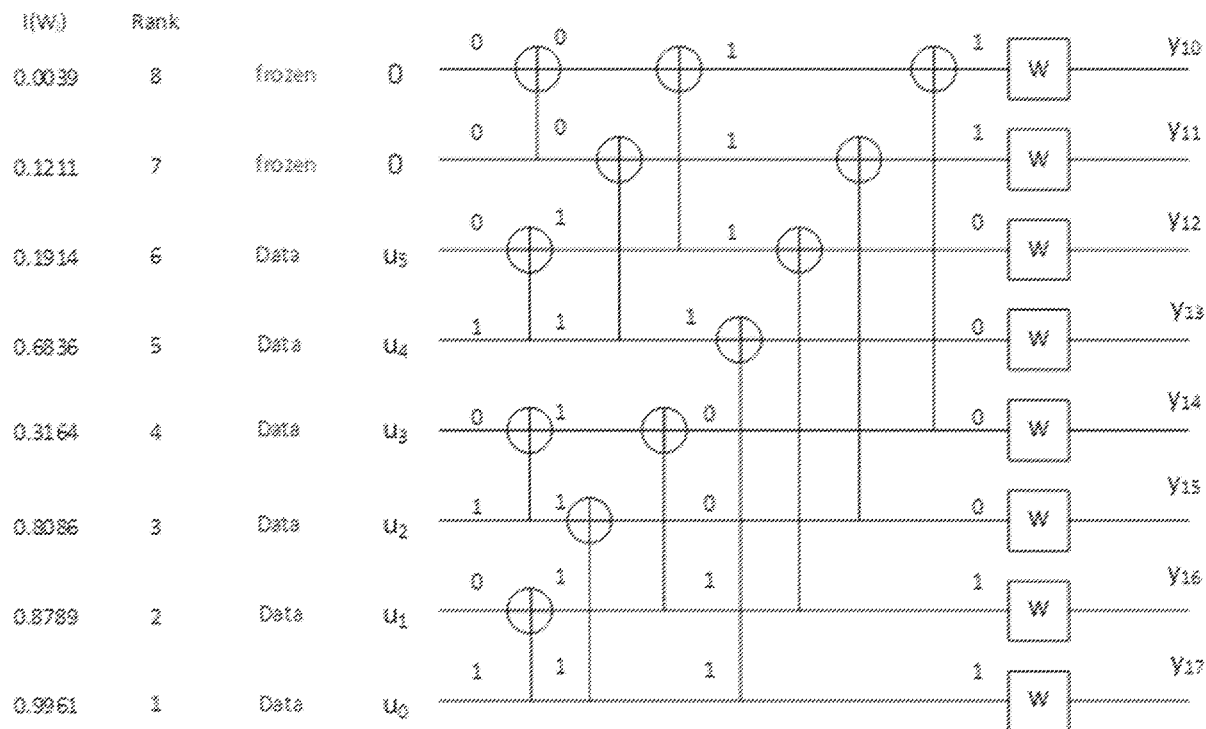 I(Wi) Rank
0 0 1 1 y10
0.0039 8 frozen 0 W
0 0 1 1 y11
0.1211 7 frozen 0 W
0 1 1 0 y12
0.1914 6 Data u5 W
1 1 1 0 y13
0.6836 5 Data u4 W
0 1 0 0 y14
0.3164 4 Data u3 W
1 1 0 0 y15
0.8086 3 Data u2 W
0 1 1 1 y16
0.8789 2 Data u1 W
1 1 1 1 y17
0.9961 1 Data u0 W